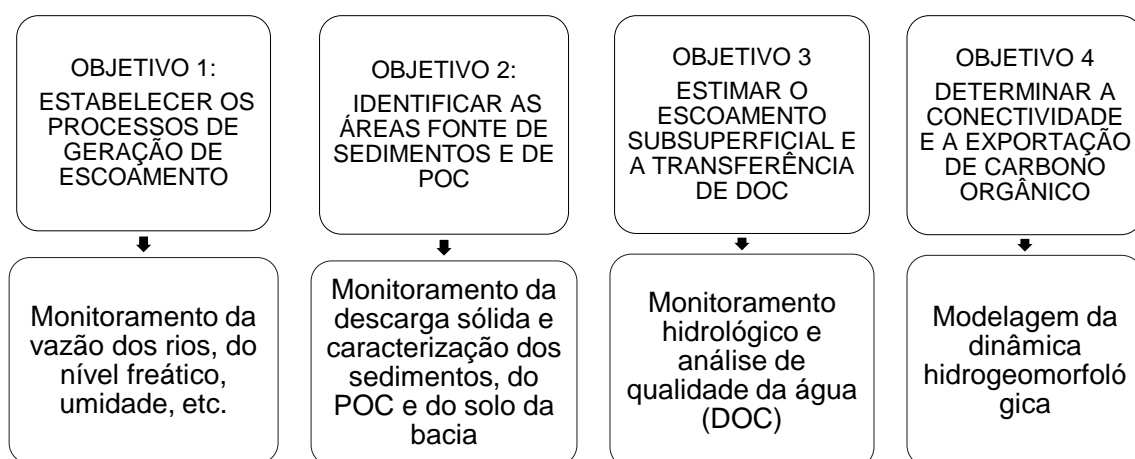 OBJETIVO 1:
ESTABELECER OS
PROCESSOS DE
GERAÇÃO DE
ESCOAMENTO
Monitoramento da
vazão dos rios, do
nível freático,
umidade, etc.
OBJETIVO 2:
IDENTIFICAR AS
ÁREAS FONTE DE
SEDIMENTOS E DE
POC
Monitoramento da
descarga sólida e
caracterização dos
sedimentos, do
POC e do solo da
bacia
OBJETIVO 3
ESTIMAR O
ESCOAMENTO
SUBSUPERFICIAL E
A TRANSFERÊNCIA
DE DOC
Monitoramento
hidrológico e
análise de
qualidade da água
(DOC)
OBJETIVO 4
DETERMINAR A
CONECTIVIDADE
E A EXPORTAÇÃO
DE CARBONO
ORGÂNICO
Modelagem da
dinâmica
hidrogeomorfoló
gica